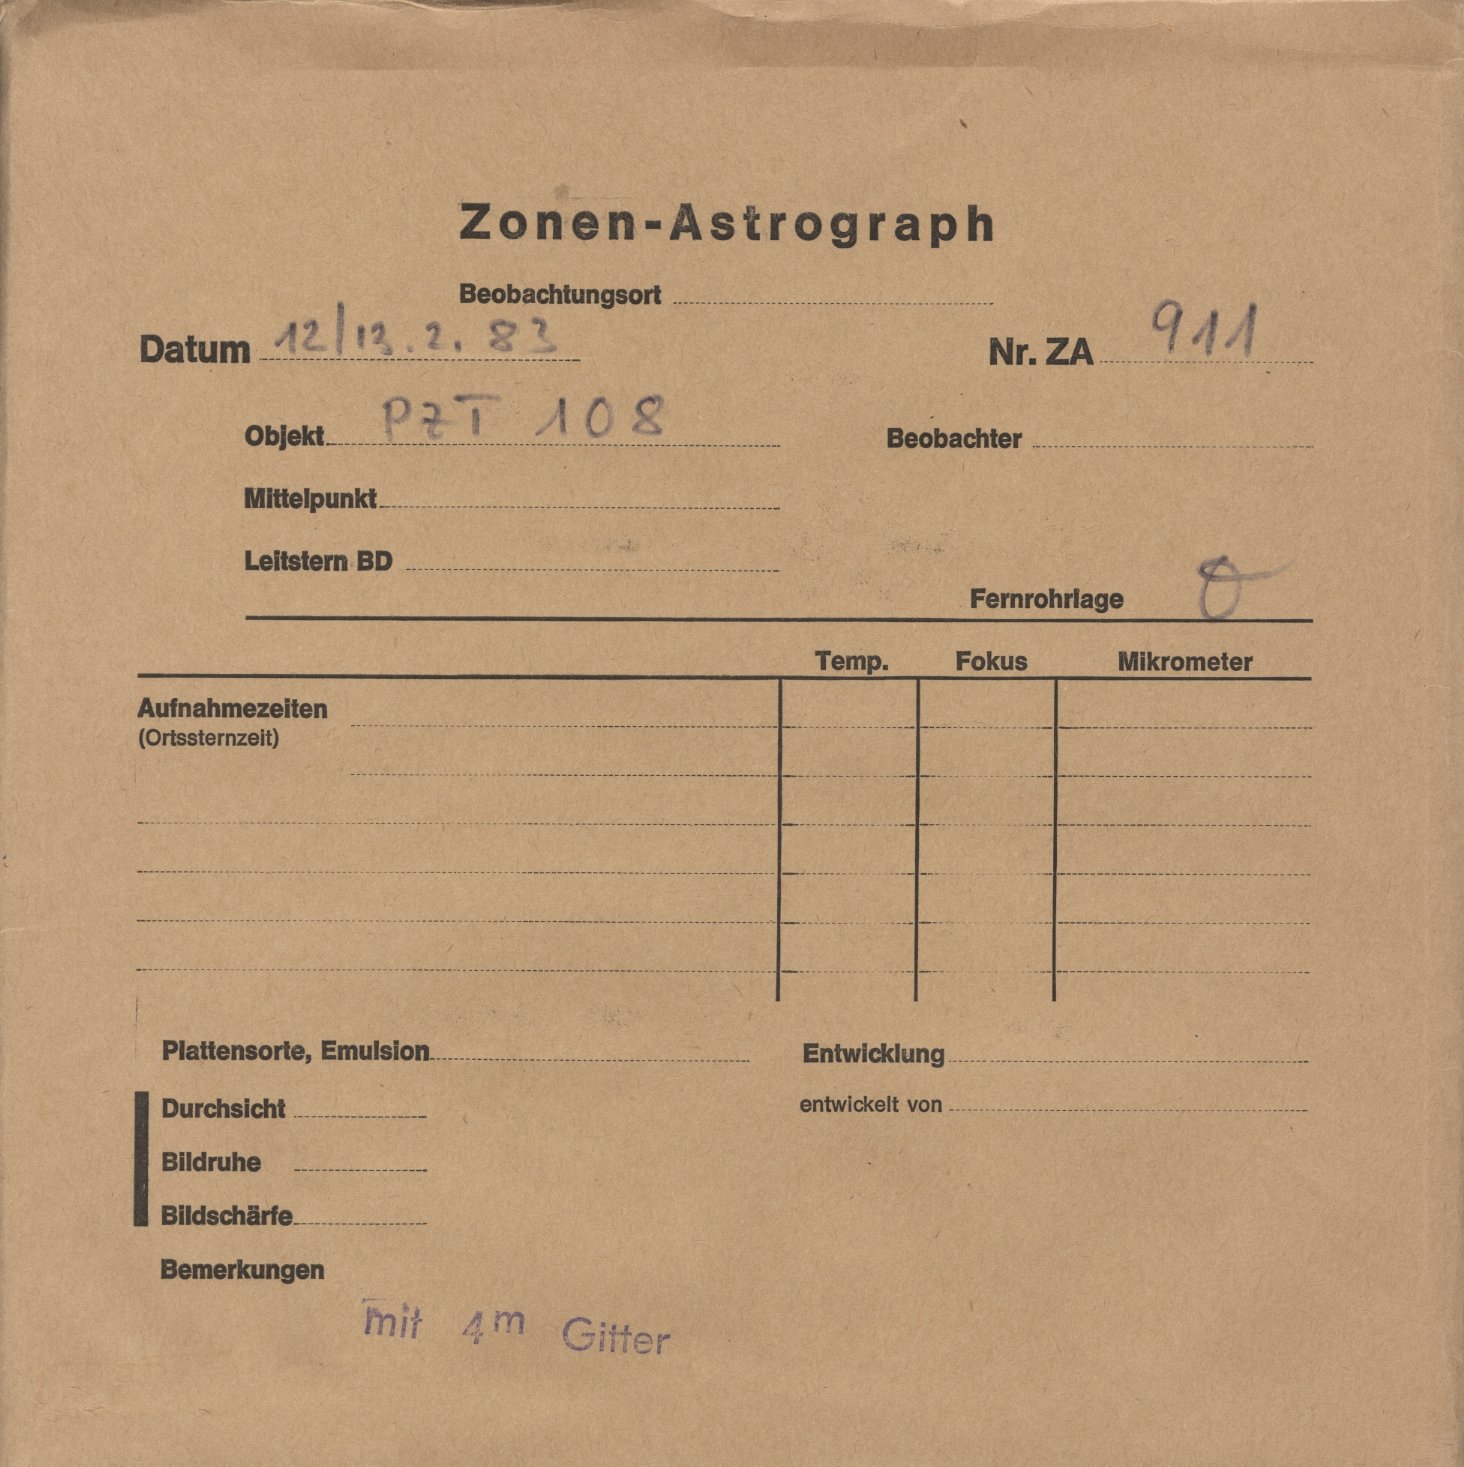 Zonen-Astrograph
Beobachtungsort
Datum 12/13.2.83
Nr. ZA 911
Objekt PZT 108
Beobachter
Mittelpunkt
Leitstern BD
Fernrohrlage O
Temp. Fokus Mikrometer
Aufnahmezeiten
(Ortssternzeit)
Plattensorte, Emulsion
Entwicklung
Durchsicht
entwickelt von
Bildruhe
Bildschärfe
Bemerkungen
mit 4m Gitter